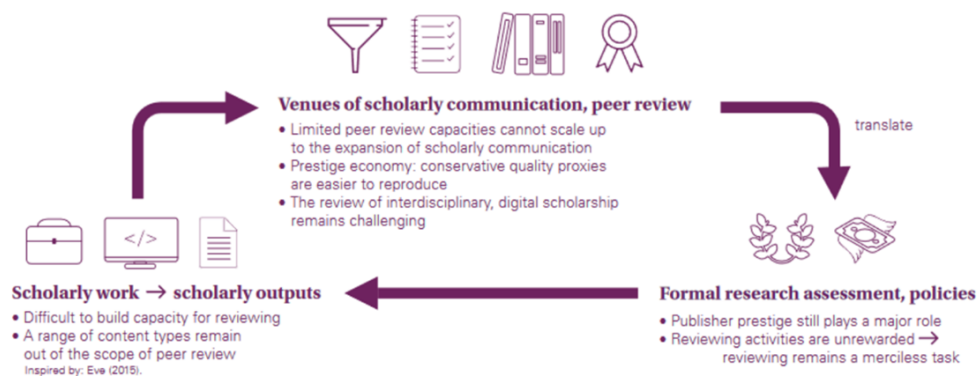 Venues of scholarly communication, peer review
• Limited peer review capacities cannot scale up
to the expansion of scholarly communication
• Prestige economy: conservative quality proxies
are easier to reproduce
• The review of interdisciplinary, digital scholarship
remains challenging
translate
</>
Scholarly work → scholarly outputs
• Difficult to build capacity for reviewing
• A range of content types remain
out of the scope of peer review
Inspired by: Eve (2015).
Formal research assessment, policies
• Publisher prestige still plays a major role
• Reviewing activities are unrewarded →
reviewing remains a merciless task